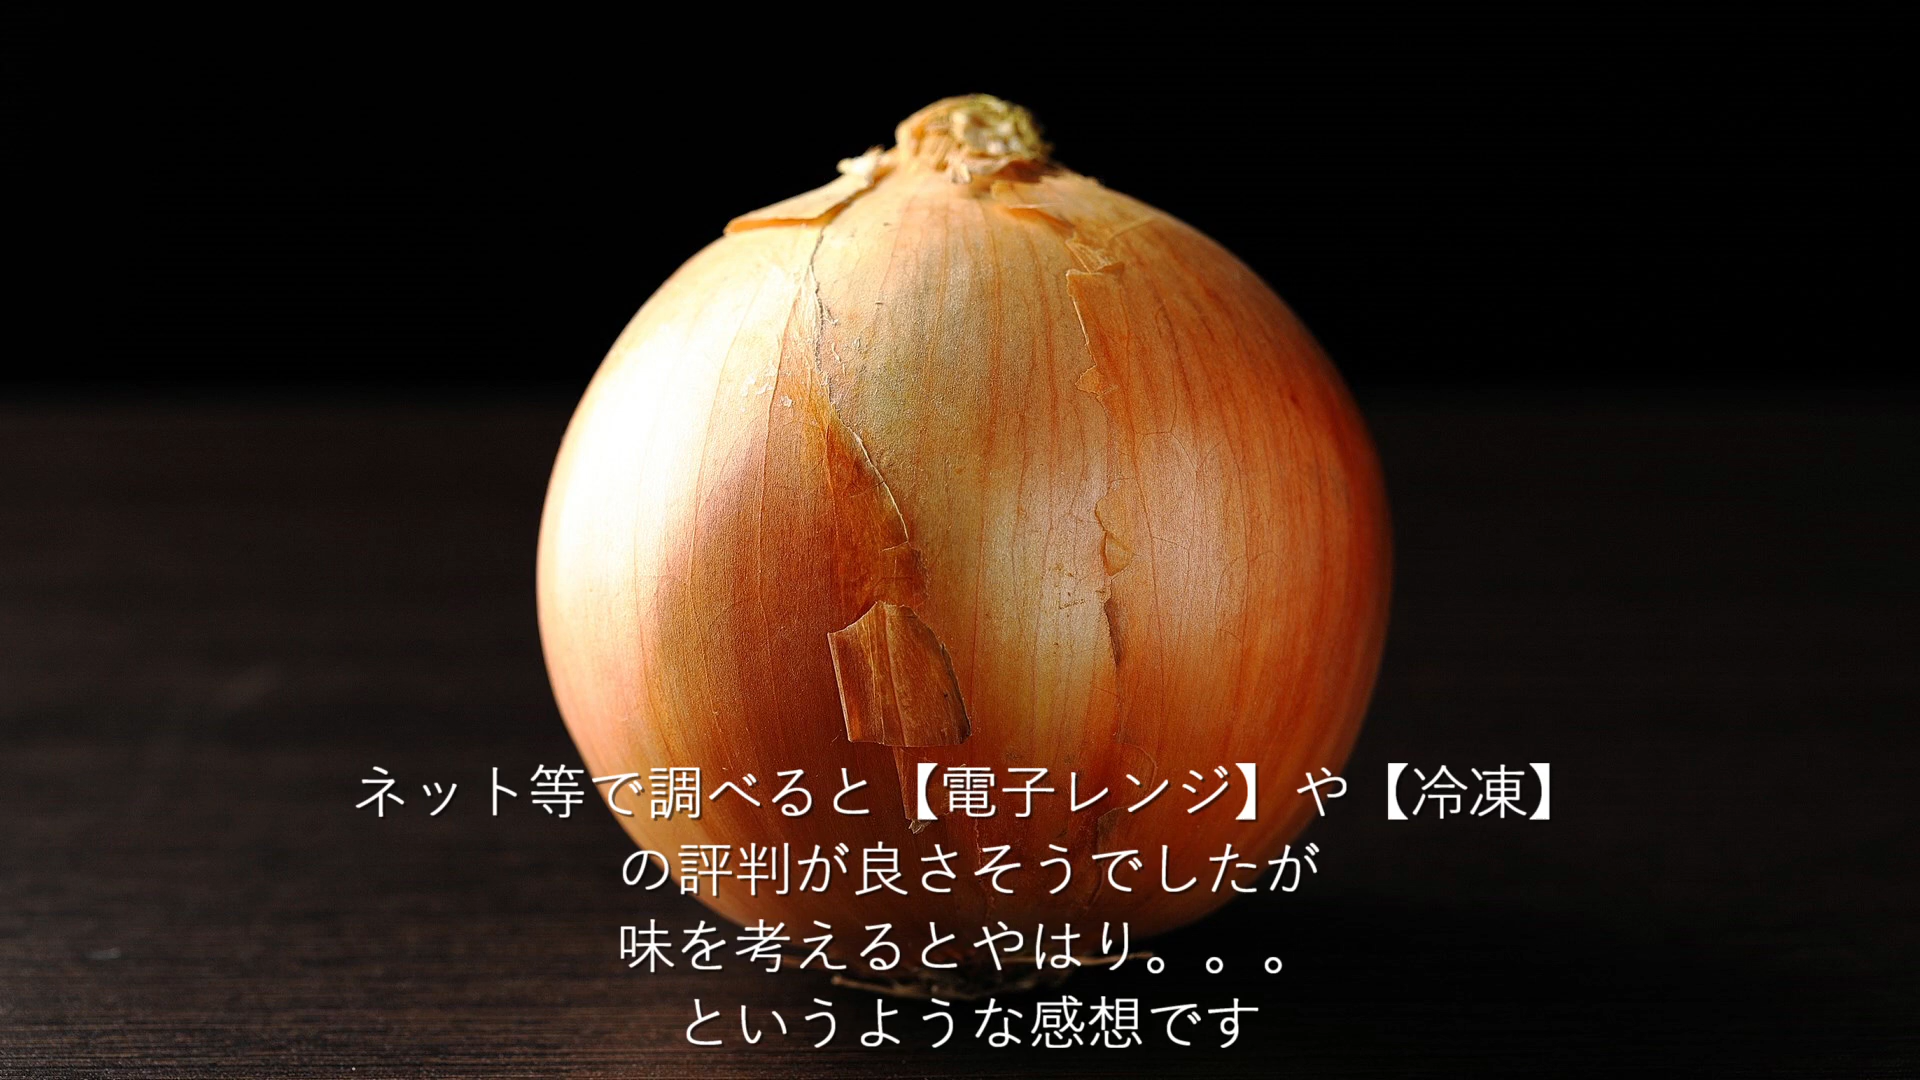 ネット等で調べると【電子レンジ】や【冷凍】
の評判が良さそうでしたが
味を考えるとやはり。。。
というような感想です